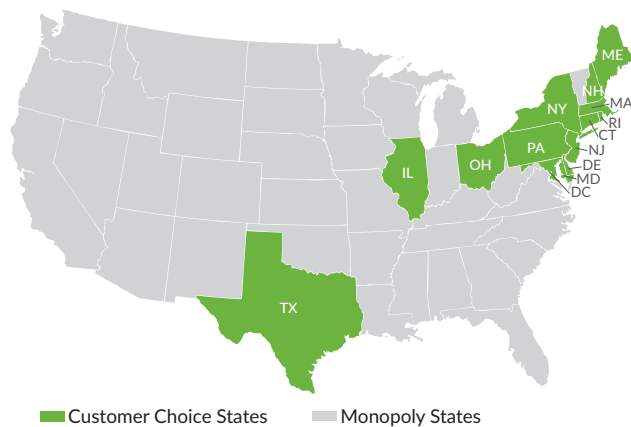 ME
NH
MA
NY
RI
CT
PA
NJ
OH
DE
IL
MD
DC
TX
Customer Choice States
Monopoly States